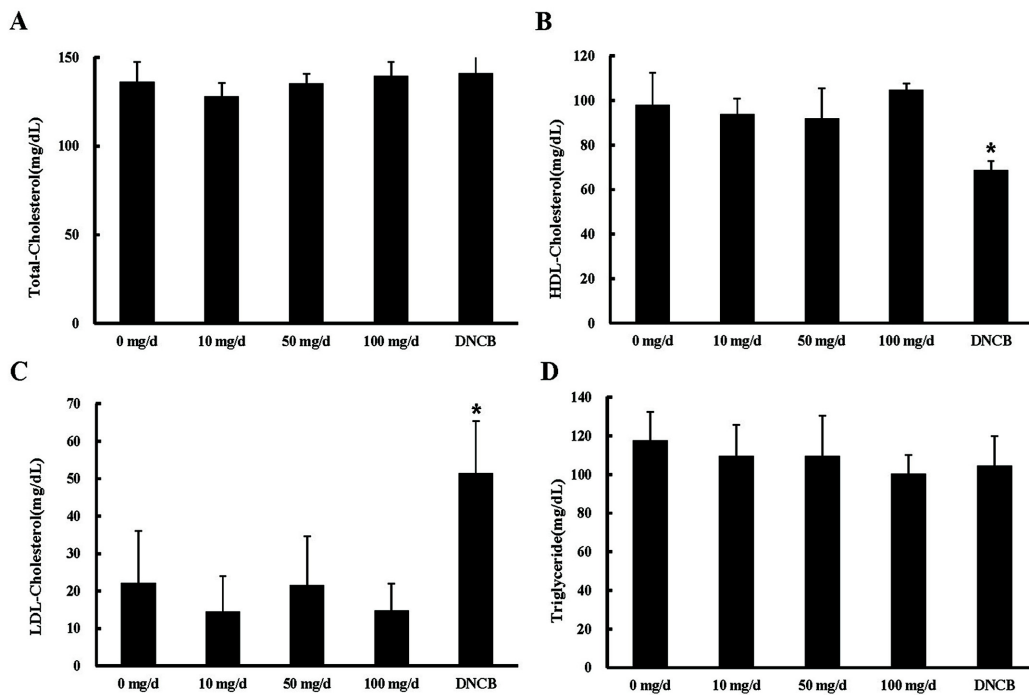 A
Total-Cholesterol(mg/dL)
150
100
50
0
0 mg/d 10 mg/d 50 mg/d 100 mg/d DNCB
B
HDL-Cholesterol(mg/dL)
120
100
80
60
40
20
0
*
0 mg/d 10 mg/d 50 mg/d 100 mg/d DNCB
C
LDL-Cholesterol(mg/dL)
70
60
50
40
30
20
10
0
*
0 mg/d 10 mg/d 50 mg/d 100 mg/d DNCB
D
Triglyceride(mg/dL)
140
120
100
80
60
40
20
0
0 mg/d 10 mg/d 50 mg/d 100 mg/d DNCB